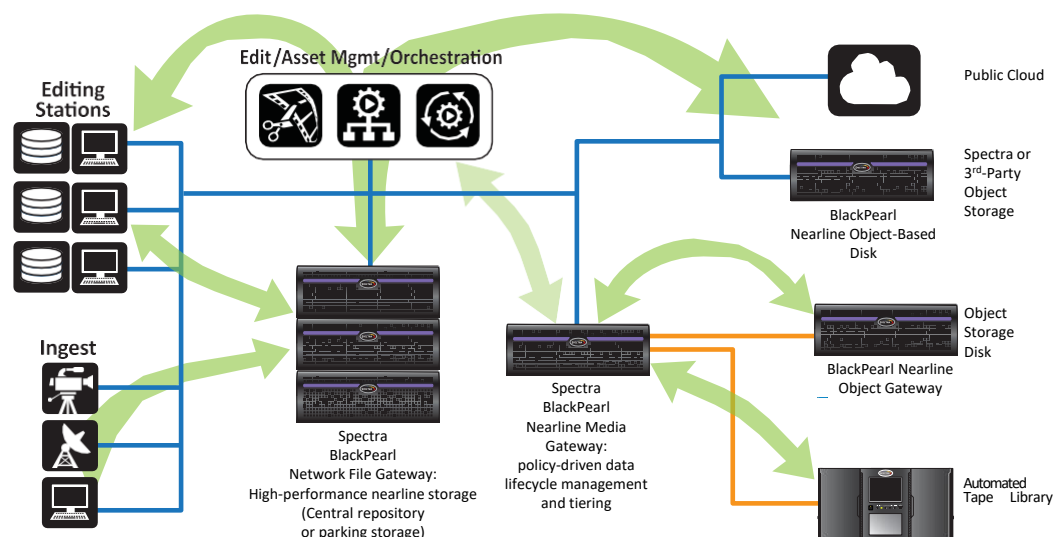 Edit/Asset Mgmt/Orchestration
Editing
Stations
Ingest
Spectra
BlackPearl
Network File Gateway:
High-performance nearline storage
(Central repository
or parking storage)
Spectra
BlackPearl
Nearline Media
Gateway:
policy-driven data
lifecycle management
and tiering
Public Cloud
Spectra or
3rd-Party
Object
Storage
BlackPearl
Nearline Object-Based
Disk
Object
Storage
Disk
BlackPearl Nearline
_ Object Gateway
Automated
Tape Library